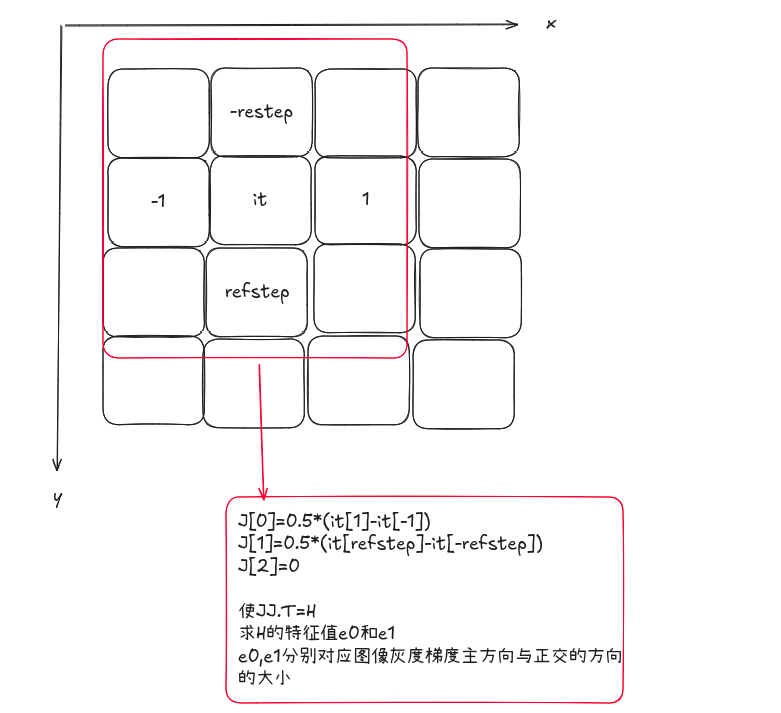 x
-restep
-1 it 1
refstep
y
J[0]=0.5*(it[1]-it[-1])
J[1]=0.5*(it[refstep]-it[-refstep])
J[2]=0
使JJ.T=H
求H的特征值e0和e1
e0,e1分别对应图像灰度梯度主方向与正交的方向
的大小